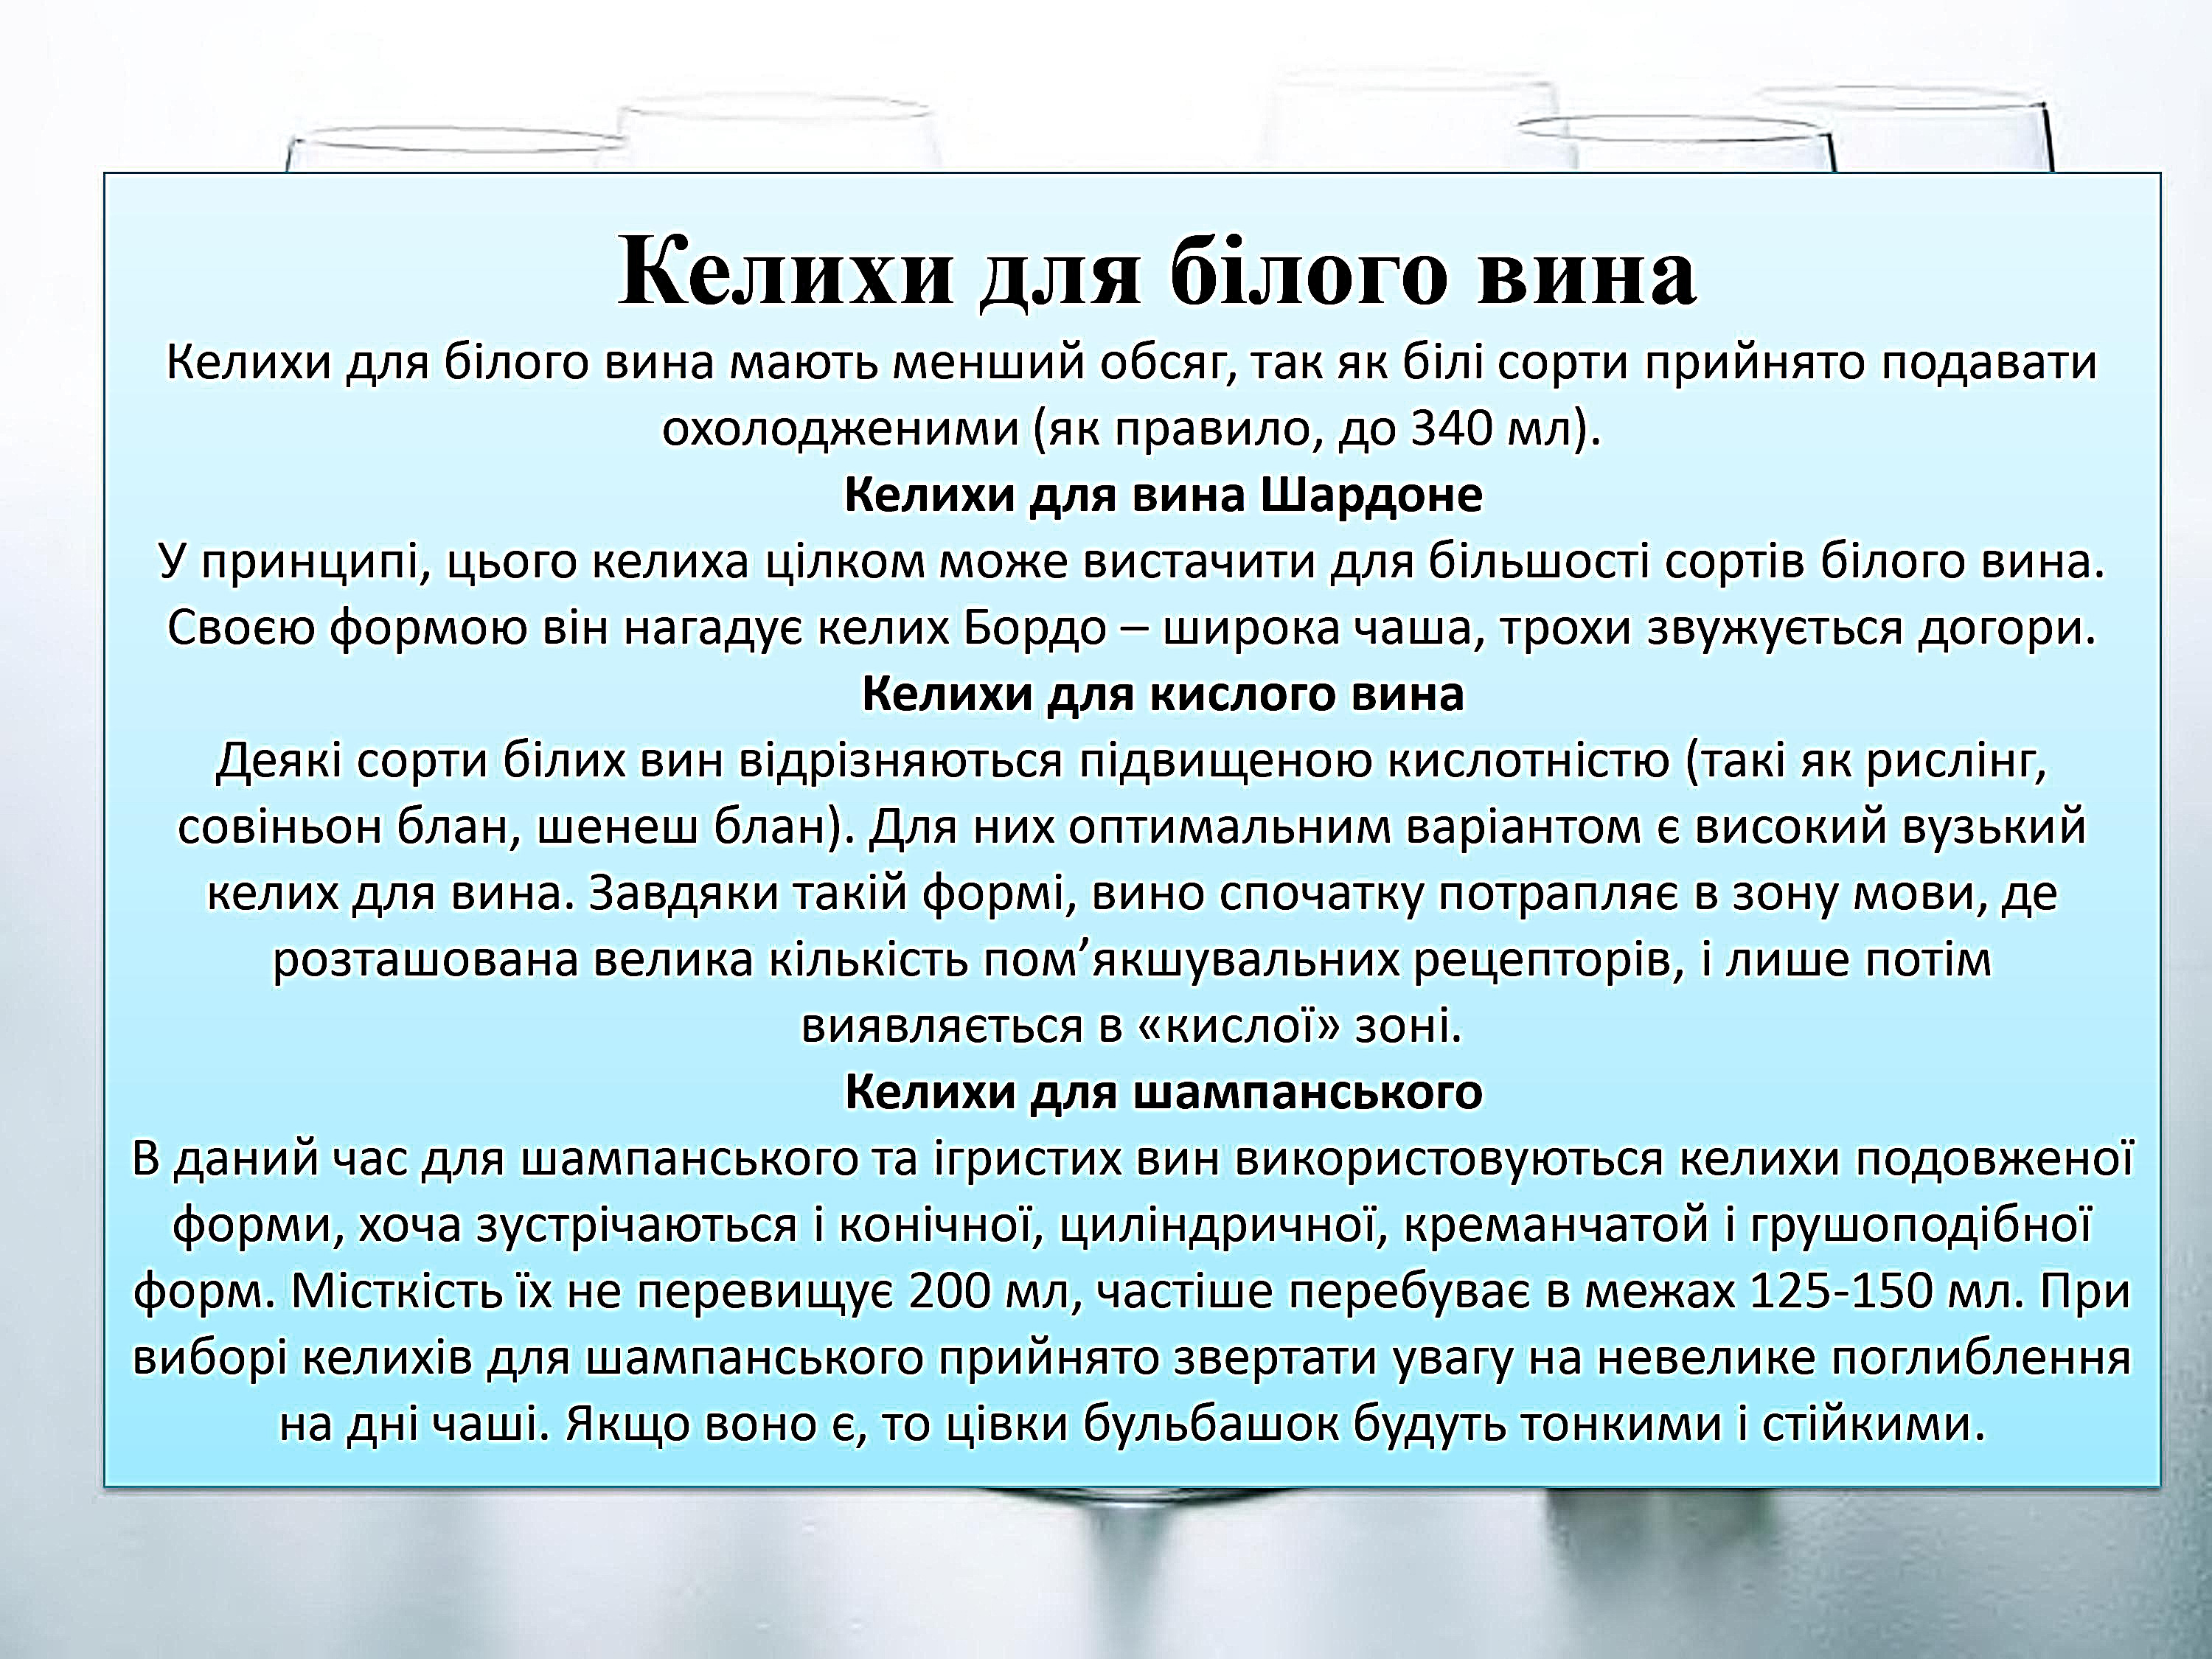 Келихи для білого вина
Келихи для білого вина мають менший обсяг, так як білі сорти прийнято подавати
охолодженими (як правило, до 340 мл).
Келихи для вина Шардоне
У принципі, цього келиха цілком може вистачити для більшості сортів білого вина.
Своєю формою він нагадує келих Бордо – широка чаша, трохи звужується догори.
Келихи для кислого вина
Деякі сорти білих вин відрізняються підвищеною кислотністю (такі як рислінг,
совіньон блан, шенеш блан). Для них оптимальним варіантом є високий вузький
келих для вина. Завдяки такій формі, вино спочатку потрапляє в зону мови, де
розташована велика кількість пом’якшувальних рецепторів, і лише потім
виявляється в «кислої» зоні.
Келихи для шампанського
В даний час для шампанського та ігристих вин використовуються келихи подовженої
форми, хоча зустрічаються і конічної, циліндричної, креманчатой і грушоподібної
форм. Місткість їх не перевищує 200 мл, частіше перебуває в межах 125-150 мл. При
виборі келихів для шампанського прийнято звертати увагу на невелике поглиблення
на дні чаші. Якщо воно є, то цівки бульбашок будуть тонкими і стійкими.